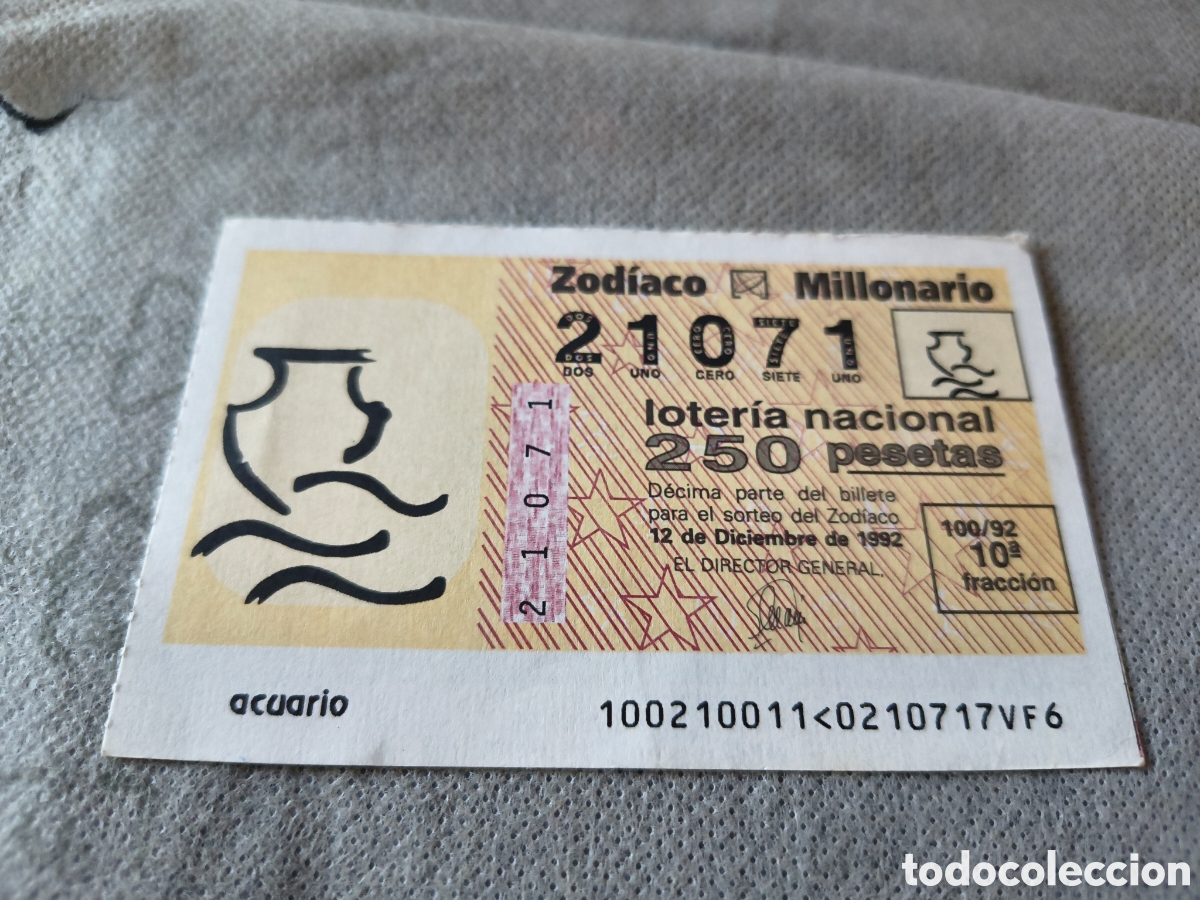 Zodíaco Millonario
21071
DOS UNO CERO SIETE UNO
lotería nacional
250 pesetas
Décima parte del billete
para el sorteo del Zodíaco
12 de Diciembre de 1992
EL DIRECTOR GENERAL,
100/92
10ª
fracción
21071
acuario
100210011<0210717VF6
todocoleccion